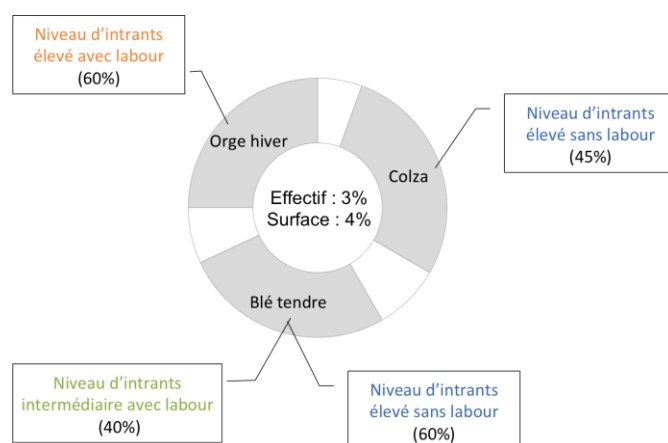 Niveau d’intrants
élevé avec labour
(60%)
Niveau d’intrants
élevé sans labour
(45%)
Orge hiver
Colza
Effectif : 3%
Surface : 4%
Blé tendre
Niveau d’intrants
intermédiaire avec labour
(40%)
Niveau d’intrants
élevé sans labour
(60%)